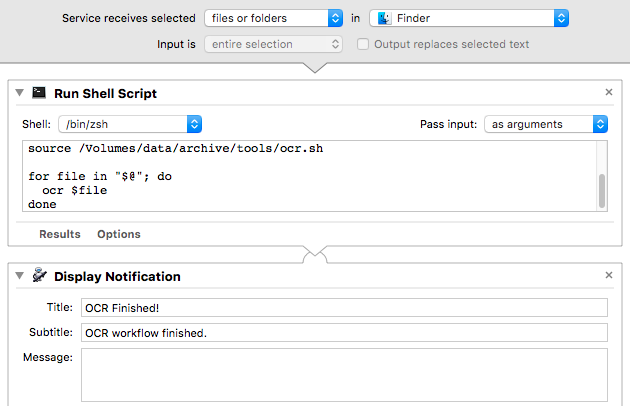 Service receives selected files or folders in Finder
Input is entire selection Output replaces selected text
Run Shell Script
Shell: /bin/zsh Pass input: as arguments
source /Volumes/data/archive/tools/ocr.sh
for file in "$@"; do
ocr $file
done
Results Options
Display Notification
Title: OCR Finished!
Subtitle: OCR workflow finished.
Message: